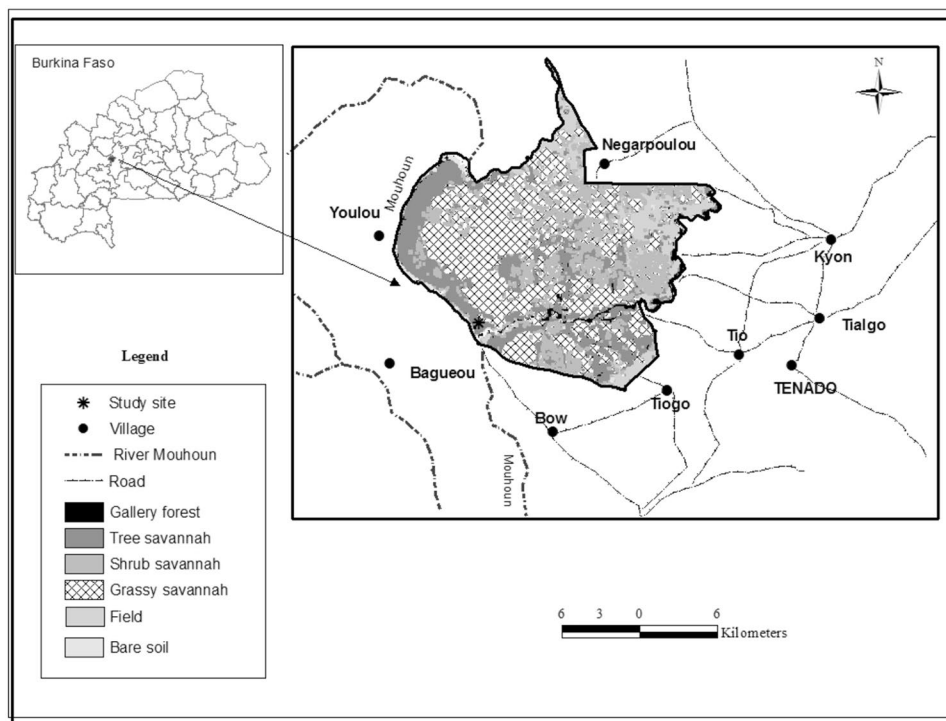 Burkina Faso
N
Negarpoulou
Mouhoun
Youlou
Kyon
Tialgo
Tio
Bagueou
TENADO
Tiogo
Bow
Mouhoun
Legend
Study site
Village
River Mouhoun
Road
Gallery forest
Tree savannah
Shrub savannah
Grassy savannah
Field
Bare soil
6 3 0 6
Kilometers